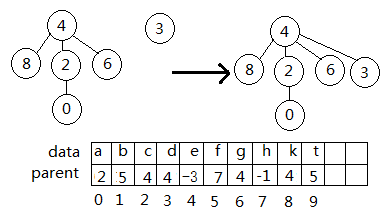 4 3 4
8 2 6 8 2 6 3
0 0
data a b c d e f g h k t
parent 2 5 4 4 -3 7 4 -1 4 5
0 1 2 3 4 5 6 7 8 9